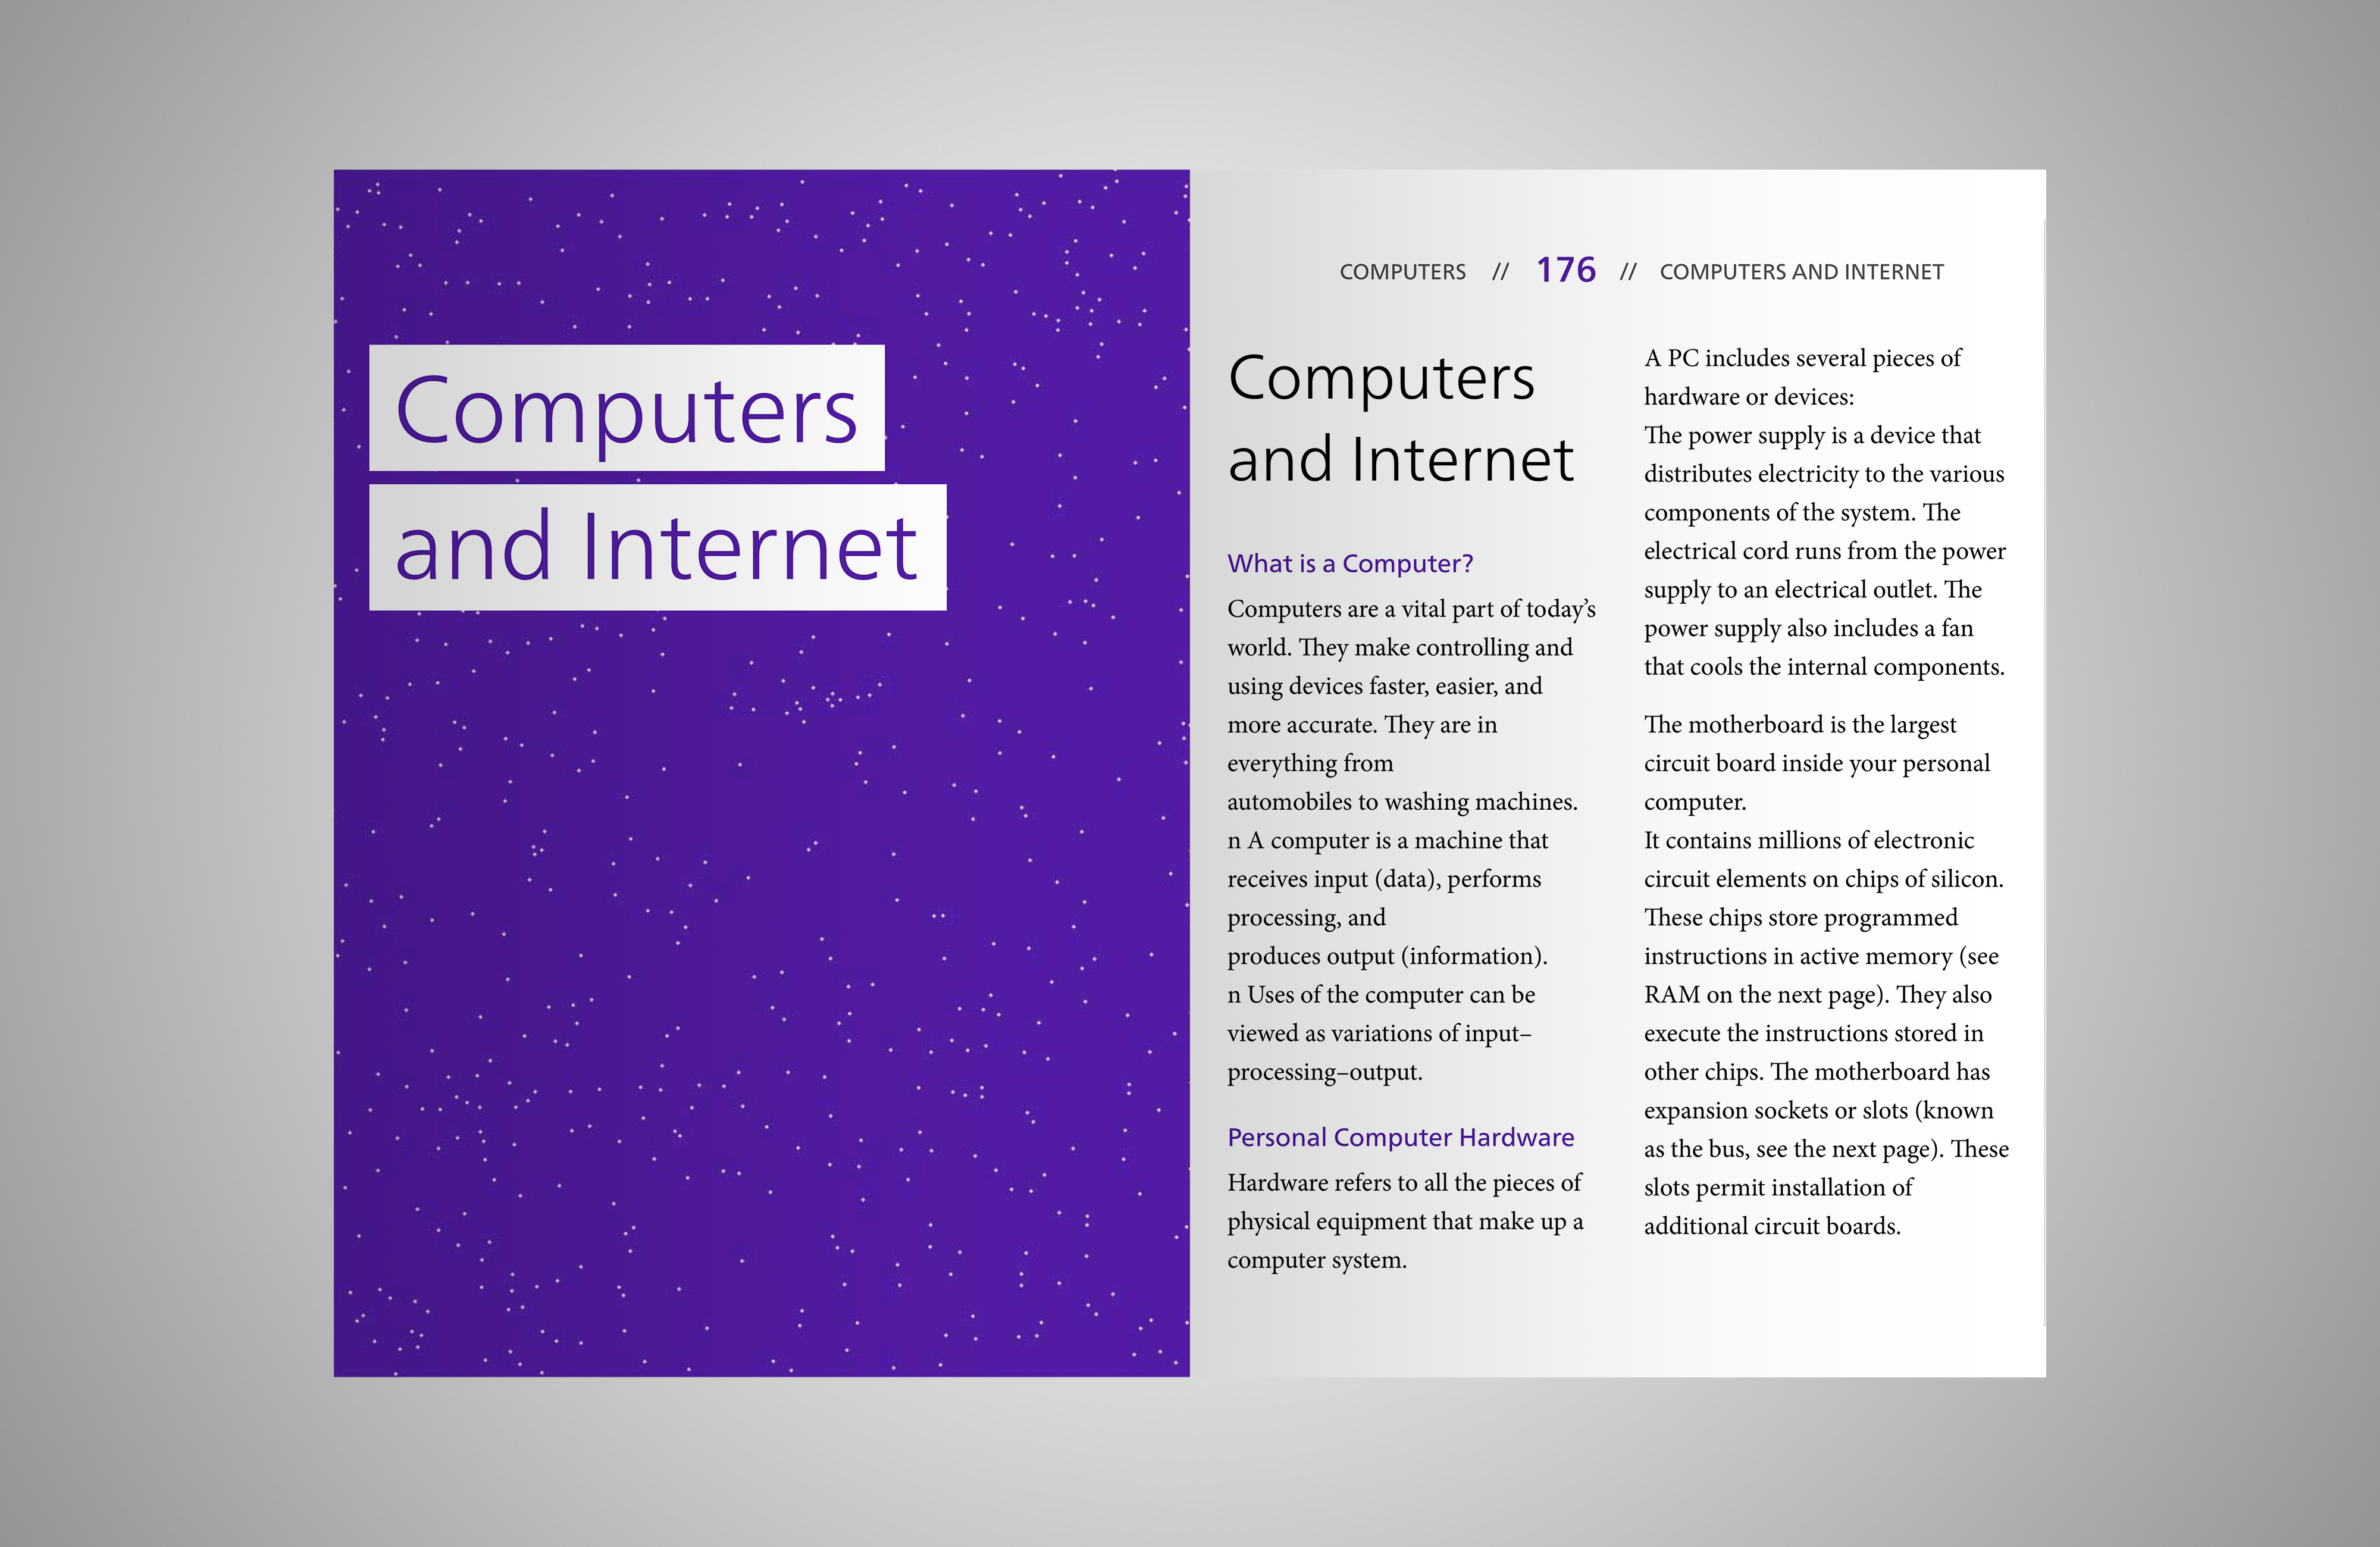 Computers
and Internet
COMPUTERS // 176 // COMPUTERS AND INTERNET
Computers
and Internet
What is a Computer?
Computers are a vital part of today’s
world. They make controlling and
using devices faster, easier, and
more accurate. They are in
everything from
automobiles to washing machines.
n A computer is a machine that
receives input (data), performs
processing, and
produces output (information).
n Uses of the computer can be
viewed as variations of input–
processing–output.
Personal Computer Hardware
Hardware refers to all the pieces of
physical equipment that make up a
computer system.
A PC includes several pieces of
hardware or devices:
The power supply is a device that
distributes electricity to the various
components of the system. The
electrical cord runs from the power
supply to an electrical outlet. The
power supply also includes a fan
that cools the internal components.
The motherboard is the largest
circuit board inside your personal
computer.
It contains millions of electronic
circuit elements on chips of silicon.
These chips store programmed
instructions in active memory (see
RAM on the next page). They also
execute the instructions stored in
other chips. The motherboard has
expansion sockets or slots (known
as the bus, see the next page). These
slots permit installation of
additional circuit boards.